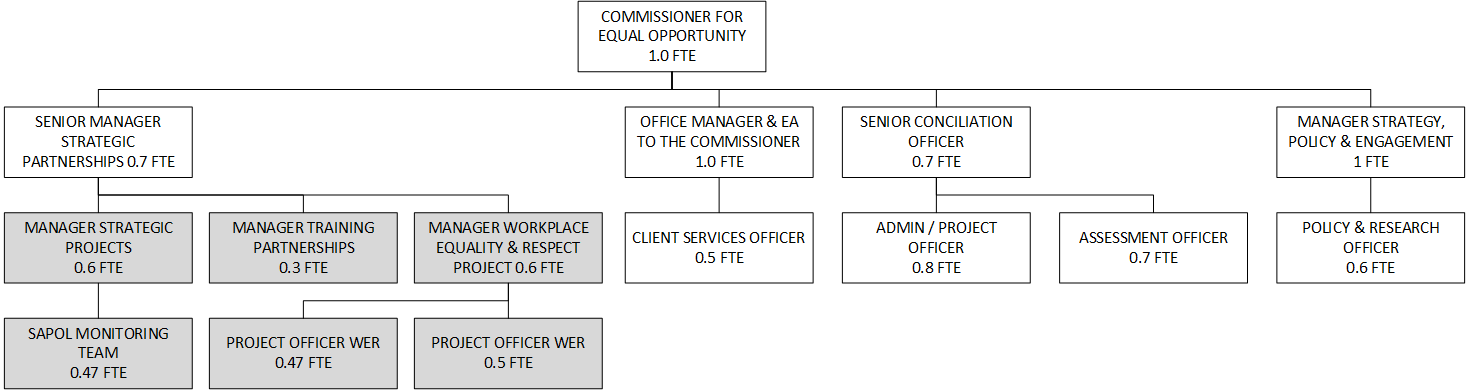 COMMISSIONER FOR
EQUAL OPPORTUNITY
1.0 FTE
SENIOR MANAGER
STRATEGIC
PARTNERSHIPS 0.7 FTE
OFFICE MANAGER & EA
TO THE COMMISSIONER
1.0 FTE
SENIOR CONCILIATION
OFFICER
0.7 FTE
MANAGER STRATEGY,
POLICY & ENGAGEMENT
1 FTE
MANAGER STRATEGIC
PROJECTS
0.6 FTE
MANAGER TRAINING
PARTNERSHIPS
0.3 FTE
MANAGER WORKPLACE
EQUALITY & RESPECT
PROJECT 0.6 FTE
CLIENT SERVICES OFFICER
0.5 FTE
ADMIN / PROJECT
OFFICER
0.8 FTE
ASSESSMENT OFFICER
0.7 FTE
POLICY & RESEARCH
OFFICER
0.6 FTE
SAPOL MONITORING
TEAM
0.47 FTE
PROJECT OFFICER WER
0.47 FTE
PROJECT OFFICER WER
0.5 FTE